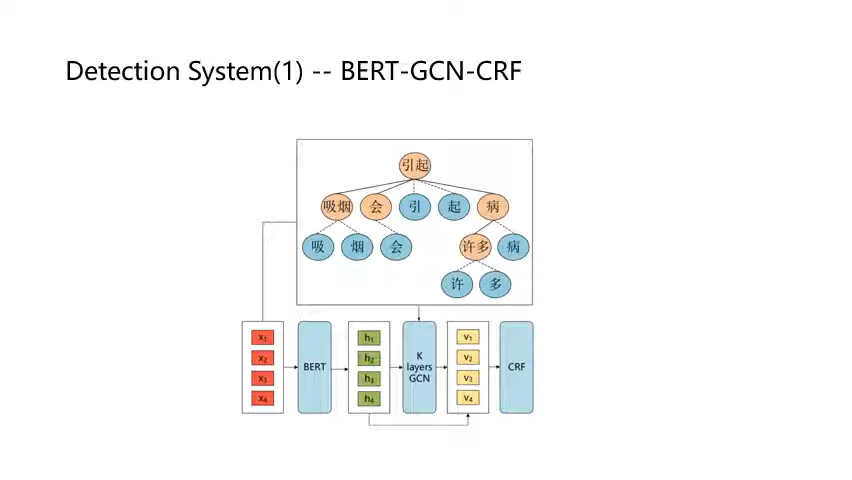 Detection System(1) -- BERT-GCN-CRF
引起
吸烟 会 引 起 病
吸 烟 会 许多 病
许 多
x1 h1 v1
x2 h2 v2
x3 h3 v3
x4 h4 v4
BERT
K
layers
GCN
CRF